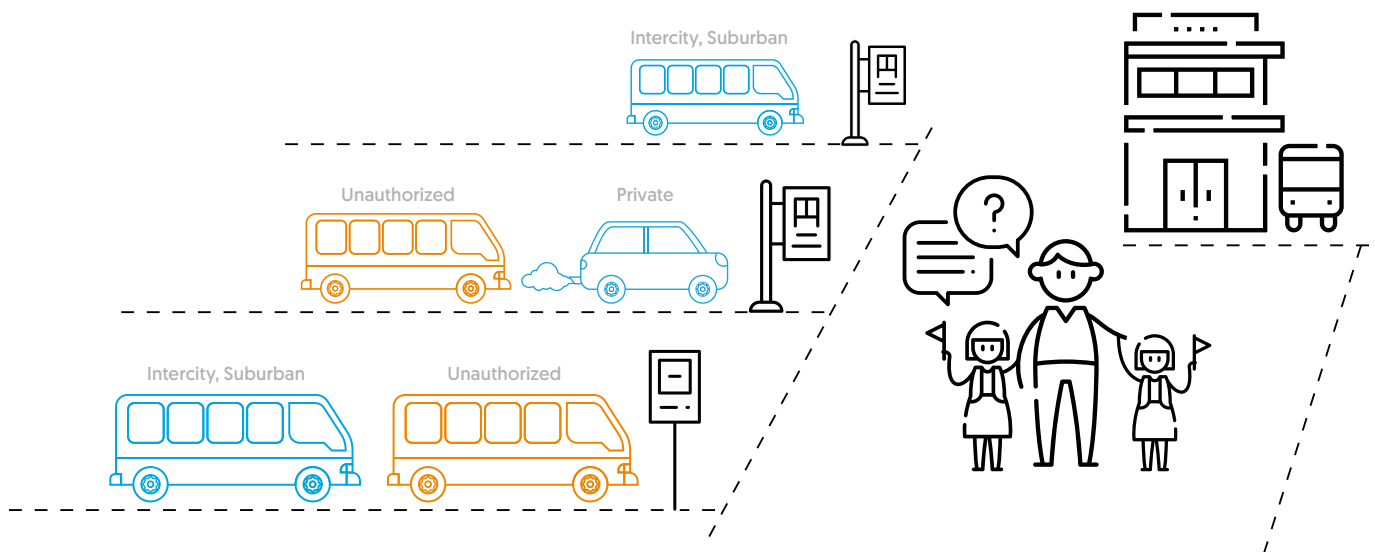 Intercity, Suburban
Unauthorized
Private
Intercity, Suburban
Unauthorized
?